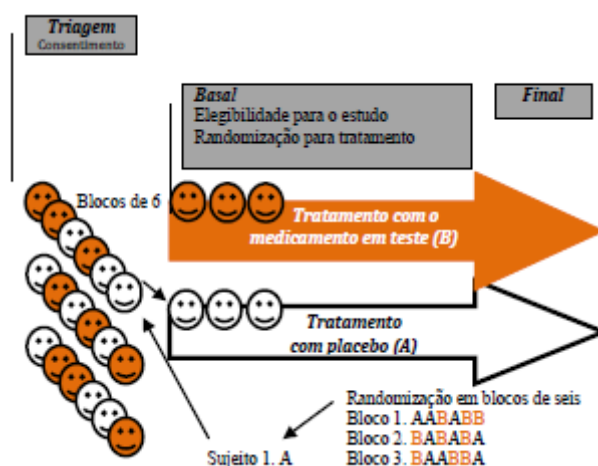 Triagem
Consentimento
Basal
Elegibilidade para o estudo
Randomização para tratamento
Final
Blocos de 6
Tratamento com o
medicamento em teste (B)
Tratamento
com placebo (A)
Randomização em blocos de seis
Bloco 1. AABABB
Bloco 2. BABABA
Bloco 3. BAABBA
Sujeito 1. A